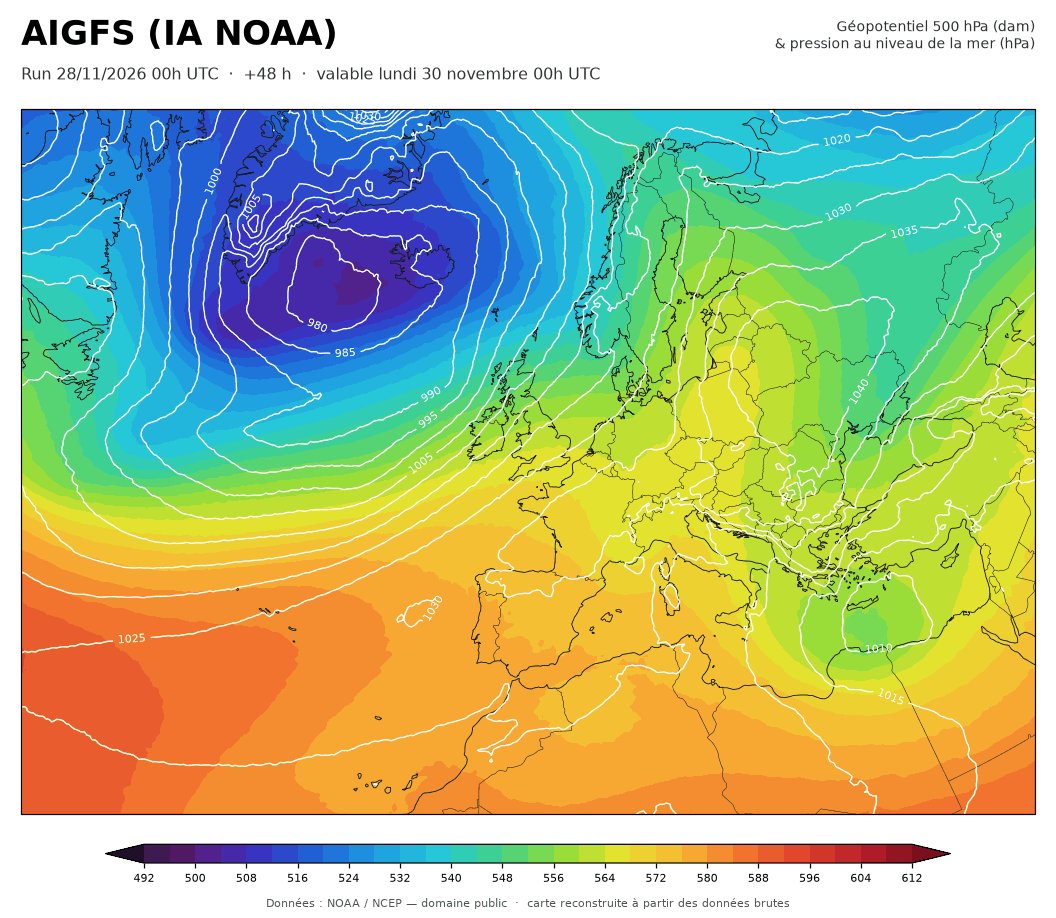 AIGFS (IA NOAA)
Géopotentiel 500 hPa (dam)
& pression au niveau de la mer (hPa)
Run 28/11/2026 00h UTC · +48 h · valable lundi 30 novembre 00h UTC
1020
1000
1005
1030
1035
980
985
990
995
1005
1040
1030
1025
1010
1015
492 500 508 516 524 532 540 548 556 564 572 580 588 596 604 612
Données : NOAA / NCEP — domaine public · carte reconstruite à partir des données brutes